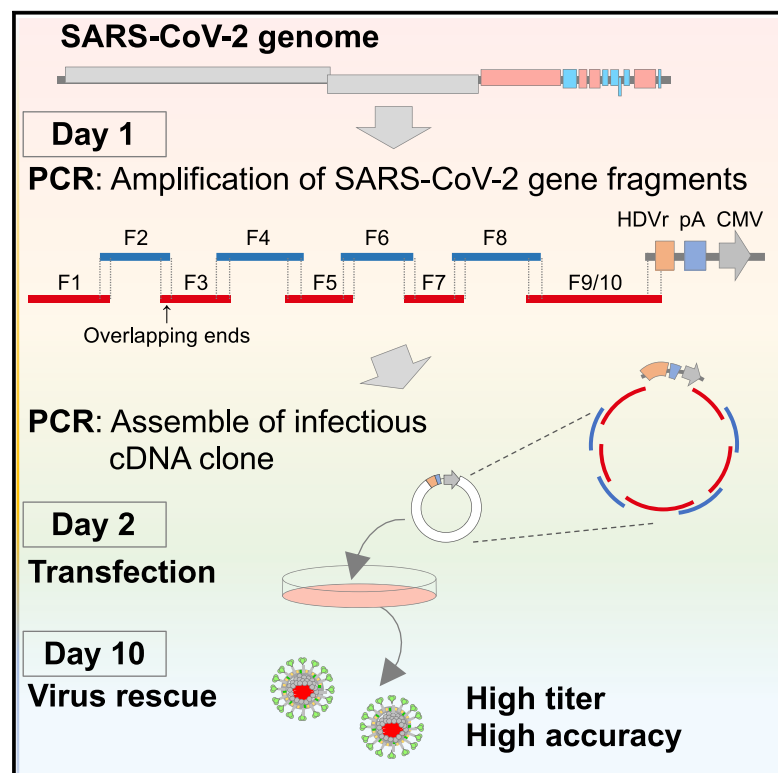 SARS-CoV-2 genome
Day 1
PCR: Amplification of SARS-CoV-2 gene fragments
HDVr pA CMV
F2 F4 F6 F8
F1 F3 F5 F7 F9/10
↑
Overlapping ends
PCR: Assemble of infectious
cDNA clone
Day 2
Transfection
Day 10
Virus rescue
High titer
High accuracy